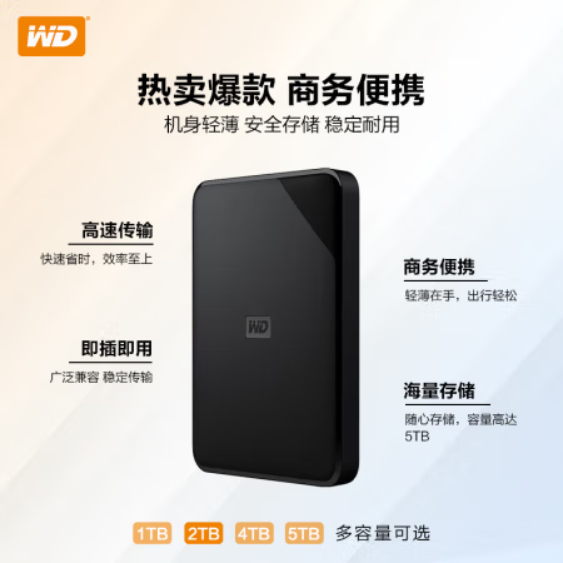 WD
热卖爆款 商务便携
机身轻薄 安全存储 稳定耐用
高速传输
快速省时，效率至上
商务便携
轻薄在手，出行轻松
WD
即插即用
广泛兼容 稳定传输
海量存储
随心存储，容量高达
5TB
1TB 2TB 4TB 5TB 多容量可选